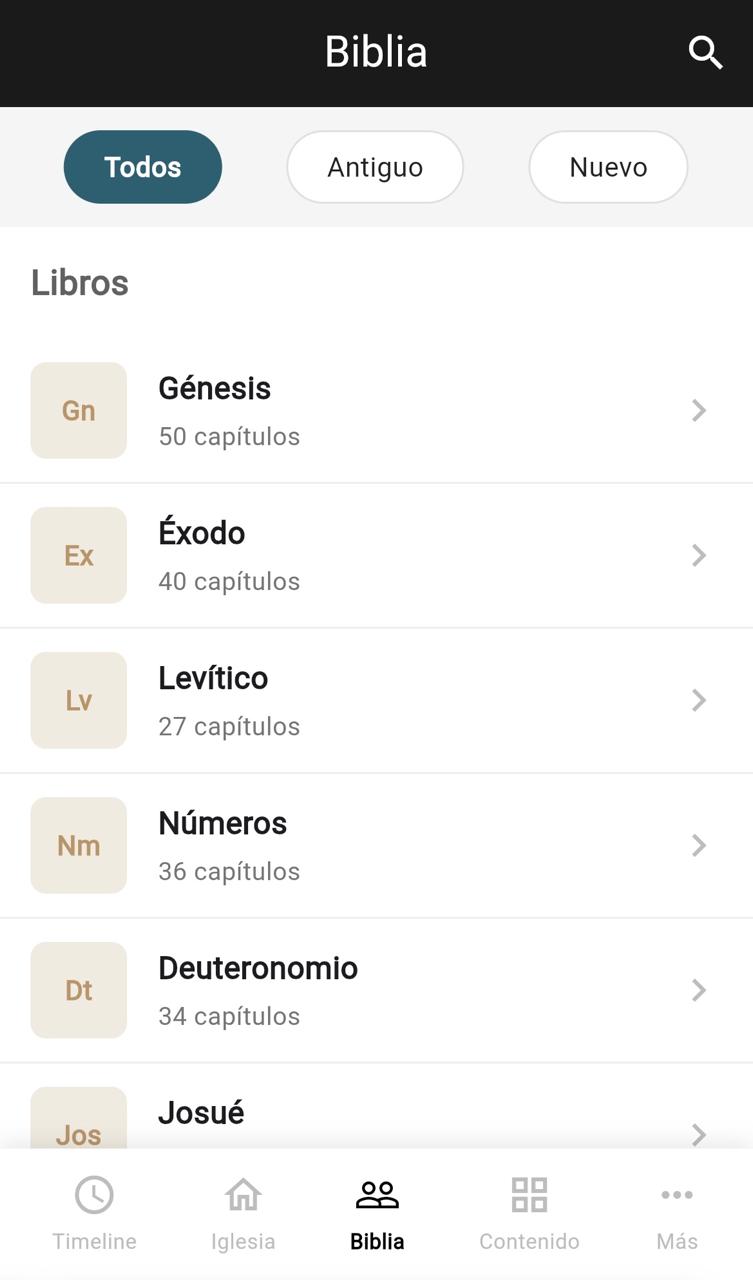 Biblia
Todos
Antiguo
Nuevo
Libros
Gn
Génesis
50 capítulos
Ex
Éxodo
40 capítulos
Lv
Levítico
27 capítulos
Nm
Números
36 capítulos
Dt
Deuteronomio
34 capítulos
Jos
Josué
Timeline
Iglesia
Biblia
Contenido
Más